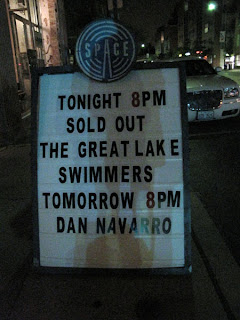 SPACE
TONIGHT 8PM
SOLD OUT
THE GREAT LAKE
SWIMMERS
TOMORROW 8PM
DAN NAVARRO